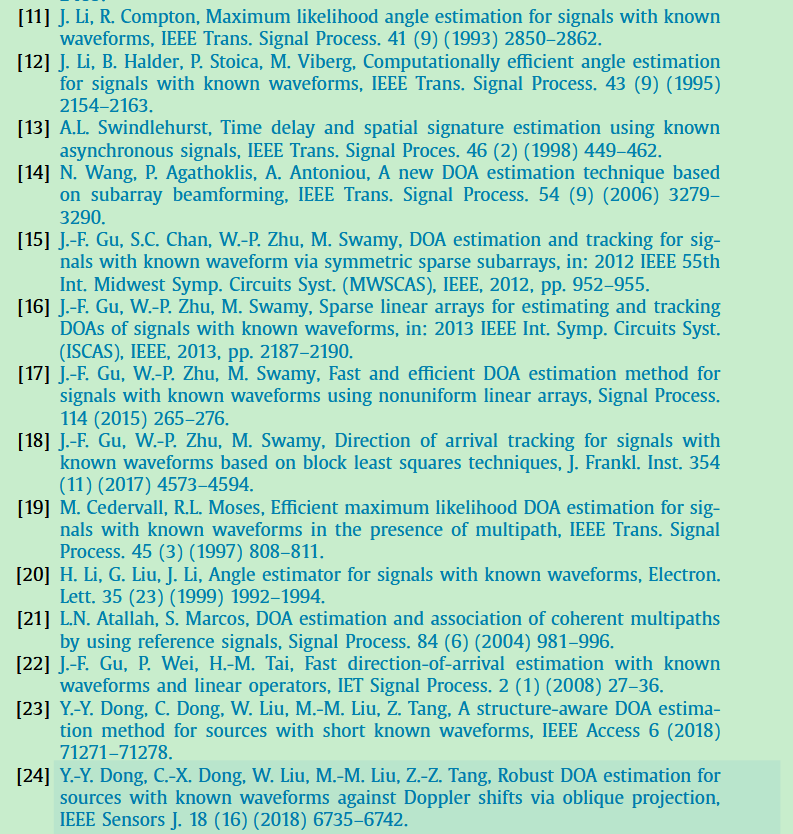 [11] J. Li, R. Compton, Maximum likelihood angle estimation for signals with known
waveforms, IEEE Trans. Signal Process. 41 (9) (1993) 2850–2862.
[12] J. Li, B. Halder, P. Stoica, M. Viberg, Computationally efficient angle estimation
for signals with known waveforms, IEEE Trans. Signal Process. 43 (9) (1995)
2154–2163.
[13] A.L. Swindlehurst, Time delay and spatial signature estimation using known
asynchronous signals, IEEE Trans. Signal Proces. 46 (2) (1998) 449–462.
[14] N. Wang, P. Agathoklis, A. Antoniou, A new DOA estimation technique based
on subarray beamforming, IEEE Trans. Signal Process. 54 (9) (2006) 3279–
3290.
[15] J.-F. Gu, S.C. Chan, W.-P. Zhu, M. Swamy, DOA estimation and tracking for sig-
nals with known waveform via symmetric sparse subarrays, in: 2012 IEEE 55th
Int. Midwest Symp. Circuits Syst. (MWSCAS), IEEE, 2012, pp. 952–955.
[16] J.-F. Gu, W.-P. Zhu, M. Swamy, Sparse linear arrays for estimating and tracking
DOAs of signals with known waveforms, in: 2013 IEEE Int. Symp. Circuits Syst.
(ISCAS), IEEE, 2013, pp. 2187–2190.
[17] J.-F. Gu, W.-P. Zhu, M. Swamy, Fast and efficient DOA estimation method for
signals with known waveforms using nonuniform linear arrays, Signal Process.
114 (2015) 265–276.
[18] J.-F. Gu, W.-P. Zhu, M. Swamy, Direction of arrival tracking for signals with
known waveforms based on block least squares techniques, J. Frankl. Inst. 354
(11) (2017) 4573–4594.
[19] M. Cedervall, R.L. Moses, Efficient maximum likelihood DOA estimation for sig-
nals with known waveforms in the presence of multipath, IEEE Trans. Signal
Process. 45 (3) (1997) 808–811.
[20] H. Li, G. Liu, J. Li, Angle estimator for signals with known waveforms, Electron.
Lett. 35 (23) (1999) 1992–1994.
[21] L.N. Atallah, S. Marcos, DOA estimation and association of coherent multipaths
by using reference signals, Signal Process. 84 (6) (2004) 981–996.
[22] J.-F. Gu, P. Wei, H.-M. Tai, Fast direction-of-arrival estimation with known
waveforms and linear operators, IET Signal Process. 2 (1) (2008) 27–36.
[23] Y.-Y. Dong, C. Dong, W. Liu, M.-M. Liu, Z. Tang, A structure-aware DOA estima-
tion method for sources with short known waveforms, IEEE Access 6 (2018)
71271–71278.
[24] Y.-Y. Dong, C.-X. Dong, W. Liu, M.-M. Liu, Z.-Z. Tang, Robust DOA estimation for
sources with known waveforms against Doppler shifts via oblique projection,
IEEE Sensors J. 18 (16) (2018) 6735–6742.